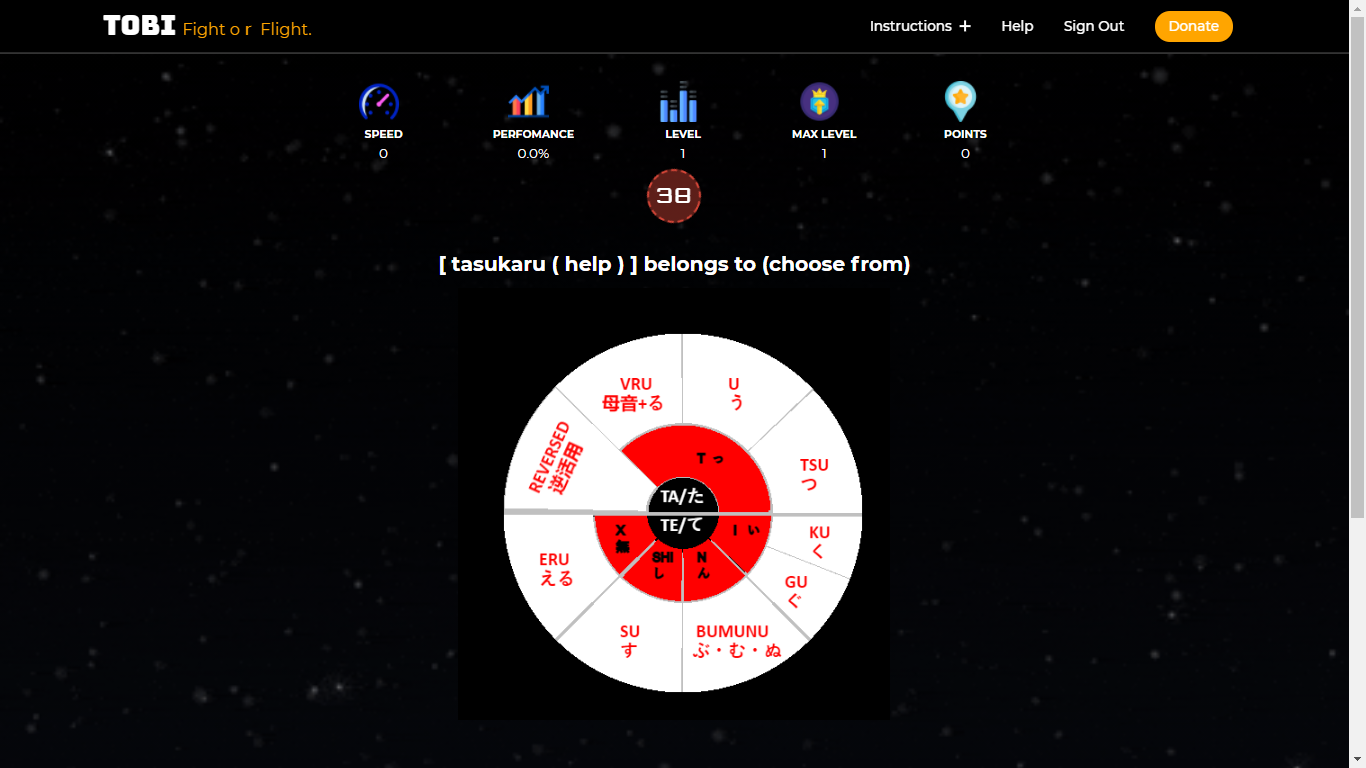 TOBI Fight o r Flight.
Instructions +
Help
Sign Out
Donate
SPEED
0
PERFOMANCE
0.0%
LEVEL
1
MAX LEVEL
1
POINTS
0
38
[ tasukaru ( help ) ] belongs to (choose from)
VRU
母音+る
U
う
REVERSED
逆活用
T っ
TSU
つ
TA/た
TE/て
X
無
I い
KU
く
SHI
し
N
ん
ERU
える
GU
ぐ
SU
す
BUMUNU
ぶ・む・ぬ